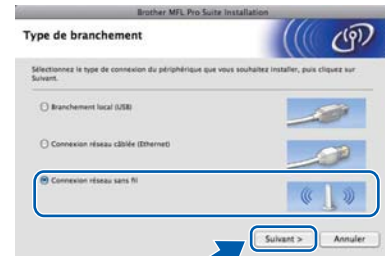 Brother MFL Pro Suite Installation
Type de branchement
Sélectionnez le type de connexion du périphérique que vous souhaitez installer, puis cliquez sur
Suivant.
Branchement local (USB)
Connexion réseau câblée (Ethernet)
Connexion réseau sans fil
Suivant >
Annuler